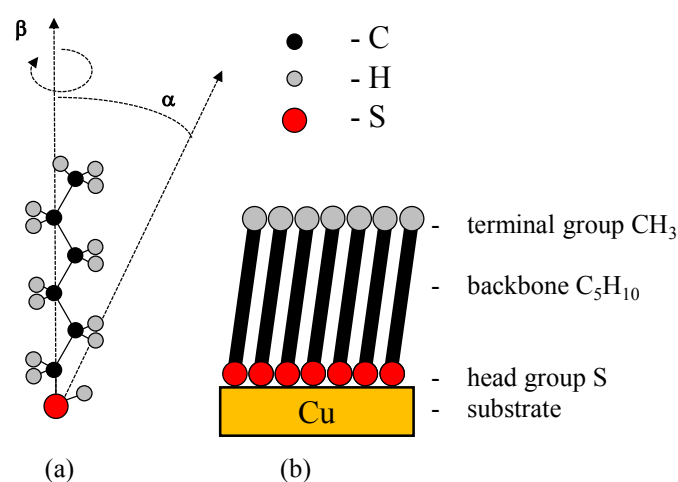 β
α
- C
- H
- S
- terminal group CH₃
- backbone C₅H₁₀
- head group S
Cu
- substrate
(a)
(b)